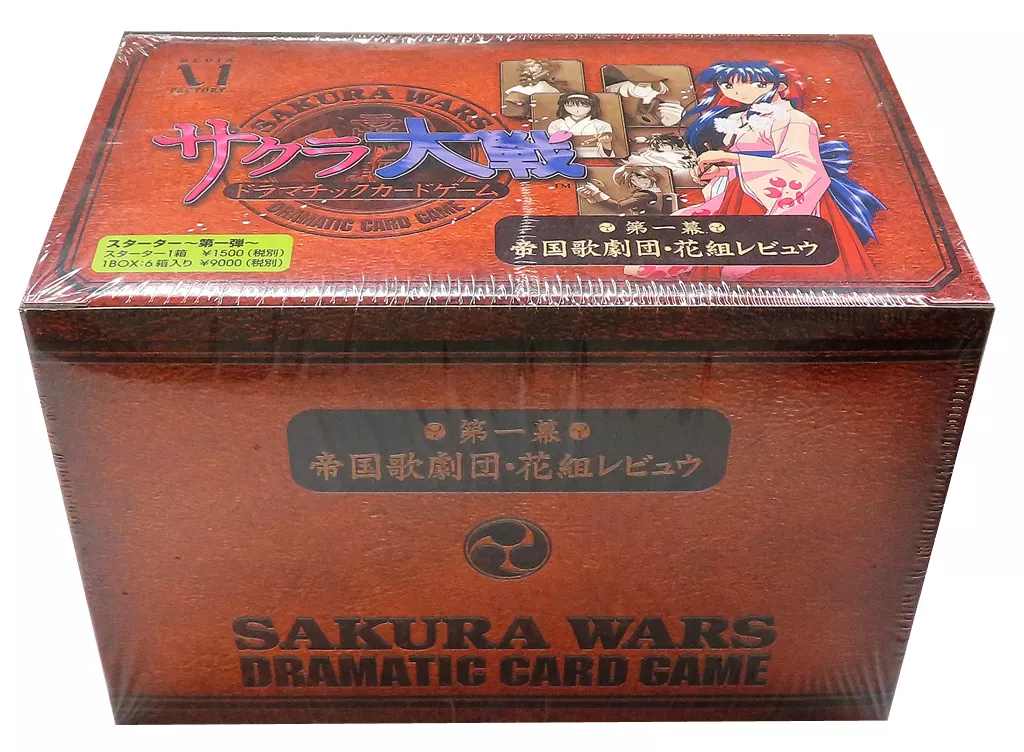 MEDIA
FACTORY
SAKURA WARS
サクラ大戦
TM
ドラマチックカードゲーム
DRAMATIC CARD GAME
第一幕
帝国歌劇団・花組レビュウ
スターター～第一弾～
スターター1箱 ¥1500(税別)
1BOX:6箱入り ¥9000(税別)
第一幕
帝国歌劇団・花組レビュウ
SAKURA WARS
DRAMATIC CARD GAME